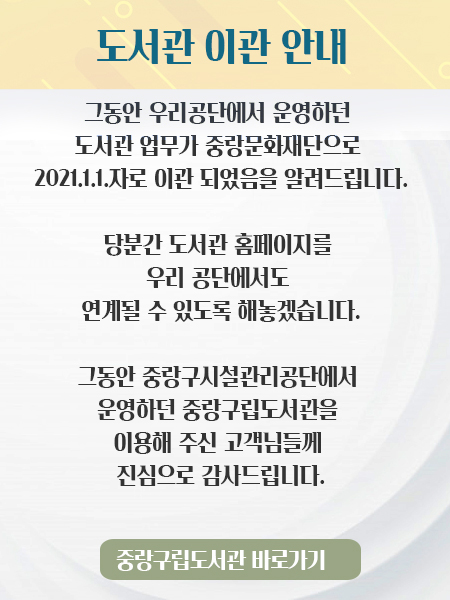 도서관 이관 안내
그동안 우리공단에서 운영하던
도서관 업무가 중랑문화재단으로
2021.1.1.자로 이관 되었음을 알려드립니다.
당분간 도서관 홈페이지를
우리 공단에서도
연계될 수 있도록 해놓겠습니다.
그동안 중랑구시설관리공단에서
운영하던 중랑구립도서관을
이용해 주신 고객님들께
진심으로 감사드립니다.
중랑구립도서관 바로가기